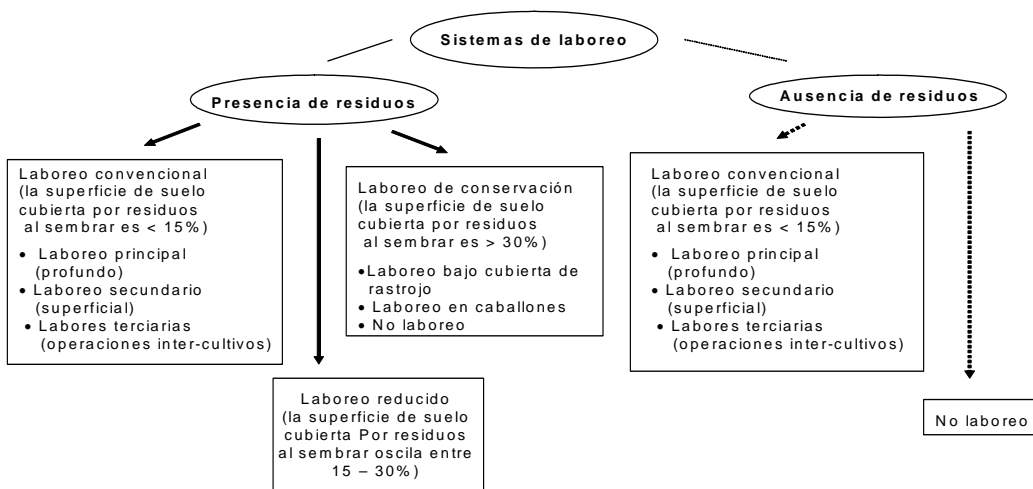 Sistemas de laboreo
Presencia de residuos
Ausencia de residuos
Laboreo convencional
(la superficie de suelo
cubierta por residuos
al sembrar es < 15%)
• Laboreo principal
(profundo)
• Laboreo secundario
(superficial)
• Labores terciarias
(operaciones inter-cultivos)
Laboreo de conservación
(la superficie de suelo
cubierta por residuos
al sembrar es > 30%)
•Laboreo bajo cubierta de
rastrojo
• Laboreo en caballones
• No laboreo
Laboreo convencional
(la superficie de suelo
cubierta por residuos
al sembrar es < 15%)
• Laboreo principal
(profundo)
• Laboreo secundario
(superficial)
• Labores terciarias
(operaciones inter-cultivos)
Laboreo reducido
(la superficie de suelo
cubierta Por residuos
al sembrar oscila entre
15 – 30%)
No laboreo